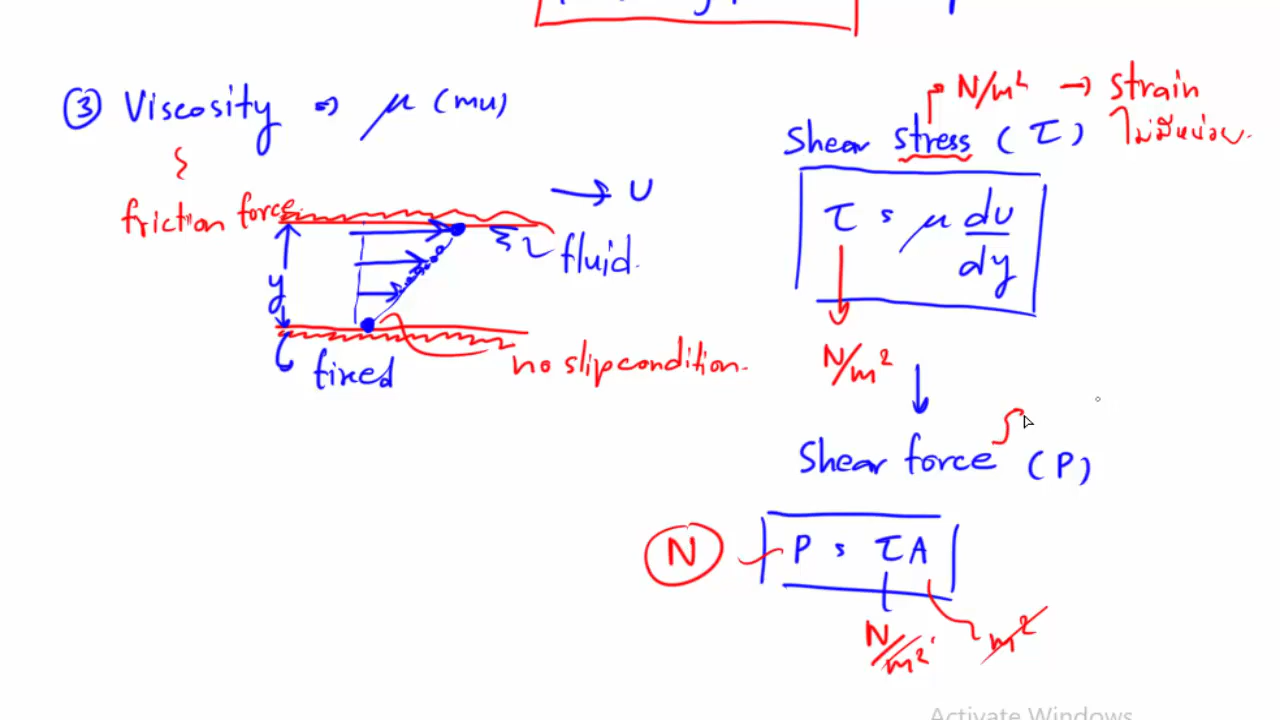 ③ Viscosity ⇒ μ (mu)
friction force
→ U
fluid.
y
fixed
no slip condition.
N/m² → strain
ไม่มีหน่วย.
Shear stress (τ)
τ = μ du/dy
N/m²
Shear force (P)
N
P = τA
N/m²
m²
Activate Windows